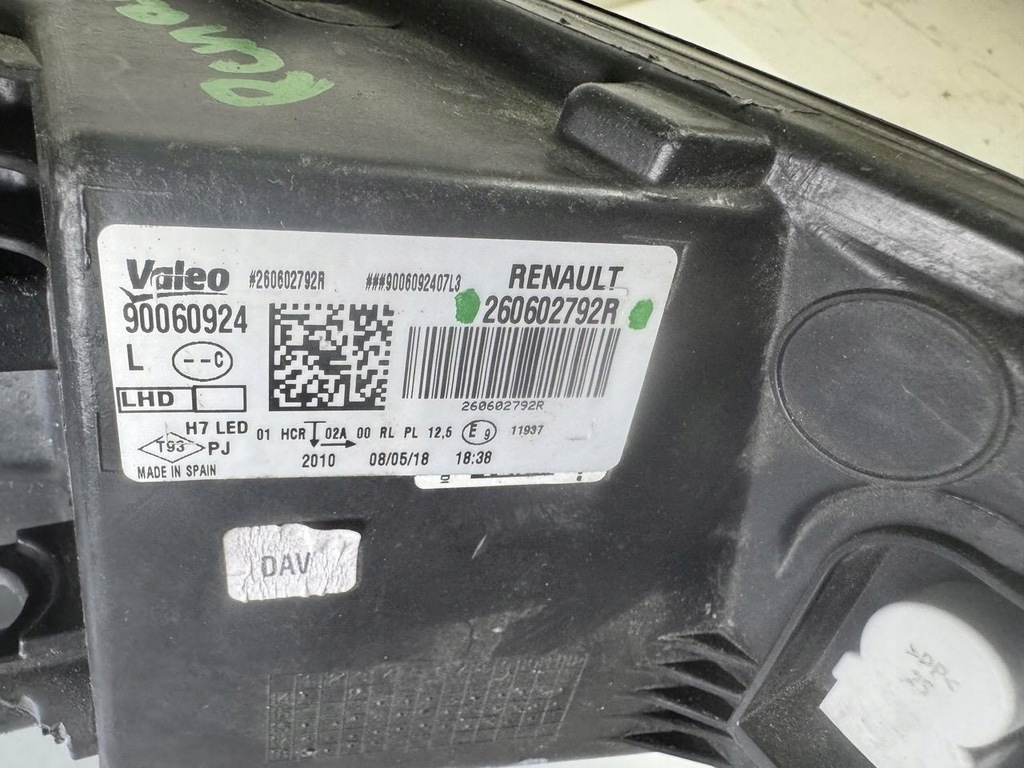 Valeo #260602792R ###9006092407L3 RENAULT
90060924 260602792R
L --C
LHD
260602792R
H7 LED 01 HCR 02A 00 RL PL 12,5 E9 11937
T93 PJ 2010 08/05/18 18:38
MADE IN SPAIN
DAV